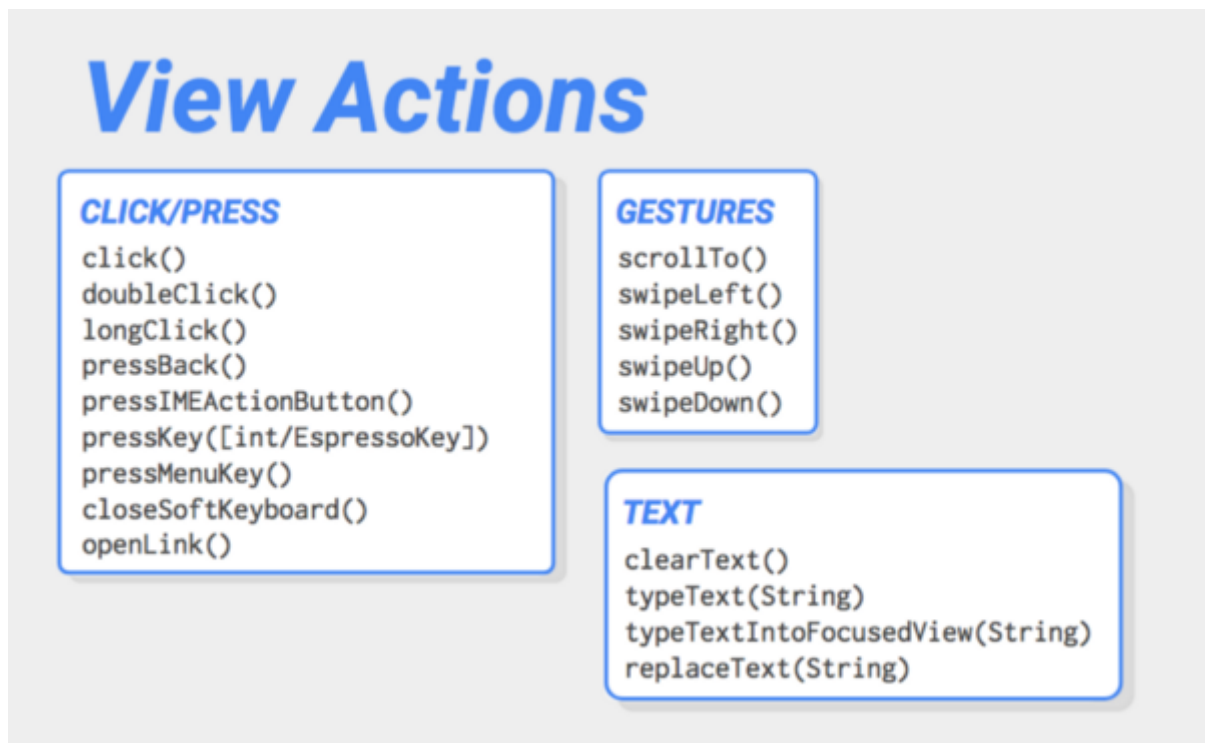 View Actions
CLICK/PRESS
click()
doubleClick()
longClick()
pressBack()
pressIMEActionButton()
pressKey([int/EspressoKey])
pressMenuKey()
closeSoftKeyboard()
openLink()
GESTURES
scrollTo()
swipeLeft()
swipeRight()
swipeUp()
swipeDown()
TEXT
clearText()
typeText(String)
typeTextIntoFocusedView(String)
replaceText(String)